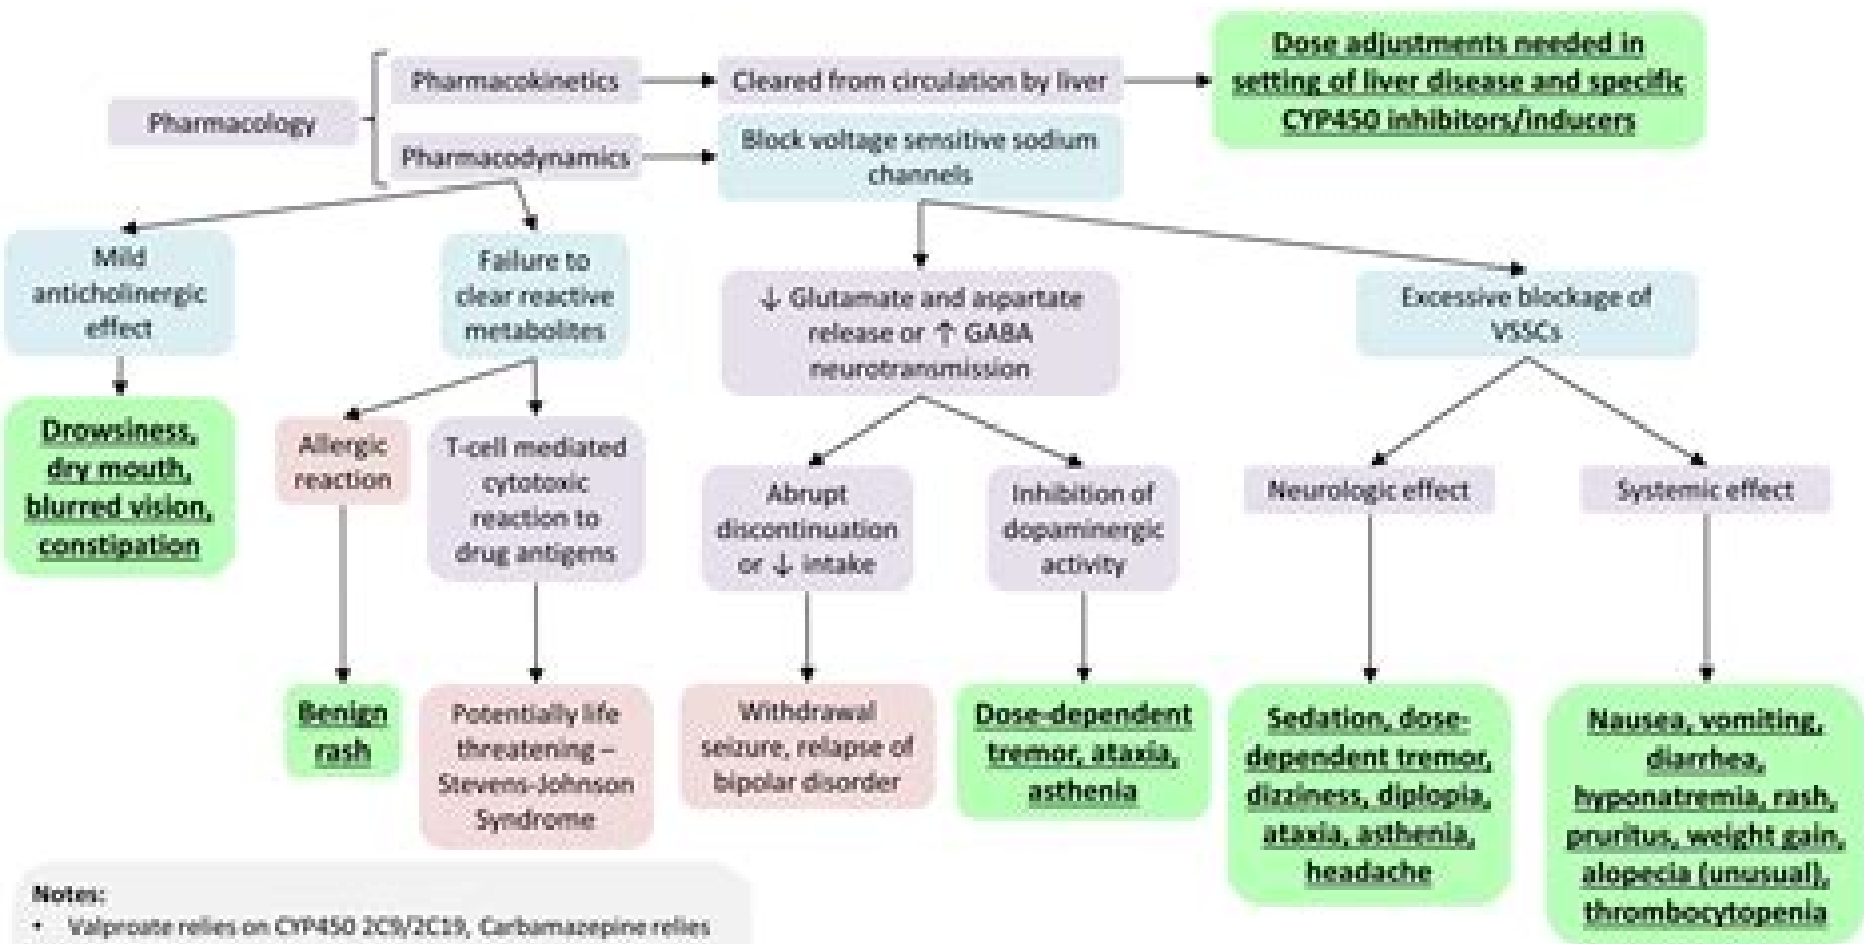 Pharmacology
Pharmacokinetics
Cleared from circulation by liver
Dose adjustments needed in
setting of liver disease and specific
CYP450 inhibitors/inducers
Pharmacodynamics
Block voltage sensitive sodium
channels
Mild
anticholinergic
effect
Failure to
clear reactive
metabolites
↓ Glutamate and aspartate
release or ↑ GABA
neurotransmission
Excessive blockage of
VSSCs
Drowsiness,
dry mouth,
blurred vision,
constipation
Allergic
reaction
T-cell mediated
cytotoxic
reaction to
drug antigens
Abrupt
discontinuation
or ↓ intake
Inhibition of
dopaminergic
activity
Neurologic effect
Systemic effect
Benign
rash
Potentially life
threatening –
Stevens-Johnson
Syndrome
Withdrawal
seizure, relapse of
bipolar disorder
Dose-dependent
tremor, ataxia,
asthenia
Sedation, dose-
dependent tremor,
dizziness, diplopia,
ataxia, asthenia,
headache
Nausea, vomiting,
diarrhea,
hyponatremia, rash,
pruritus, weight gain,
alopecia (unusual),
thrombocytopenia
Notes:
• Valproate relies on CYP450 2C9/2C19, Carbamazepine relies